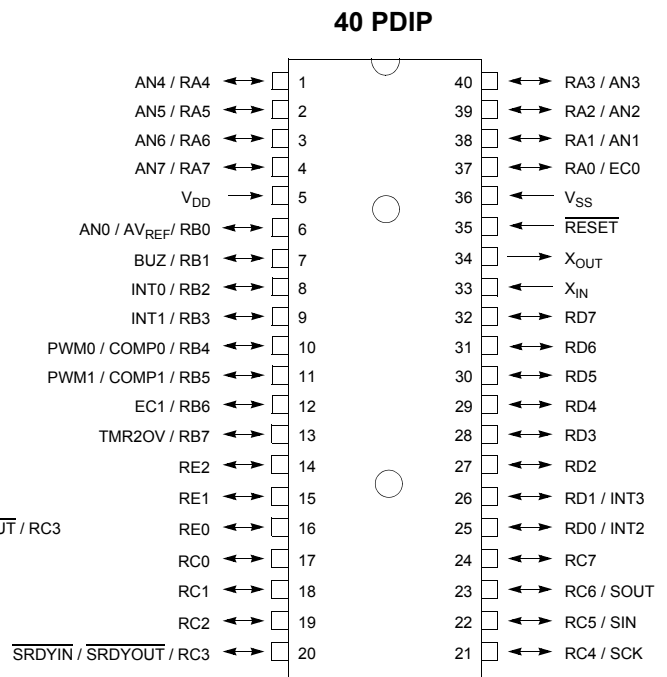 40 PDIP
AN4 / RA4 1 40 RA3 / AN3
AN5 / RA5 2 39 RA2 / AN2
AN6 / RA6 3 38 RA1 / AN1
AN7 / RA7 4 37 RA0 / EC0
VDD 5 36 VSS
AN0 / AVREF/ RB0 6 35 RESET
BUZ / RB1 7 34 XOUT
INT0 / RB2 8 33 XIN
INT1 / RB3 9 32 RD7
PWM0 / COMP0 / RB4 10 31 RD6
PWM1 / COMP1 / RB5 11 30 RD5
EC1 / RB6 12 29 RD4
TMR2OV / RB7 13 28 RD3
RE2 14 27 RD2
RE1 15 26 RD1 / INT3
UT / RC3 RE0 16 25 RD0 / INT2
RC0 17 24 RC7
RC1 18 23 RC6 / SOUT
RC2 19 22 RC5 / SIN
SRDYIN / SRDYOUT / RC3 20 21 RC4 / SCK